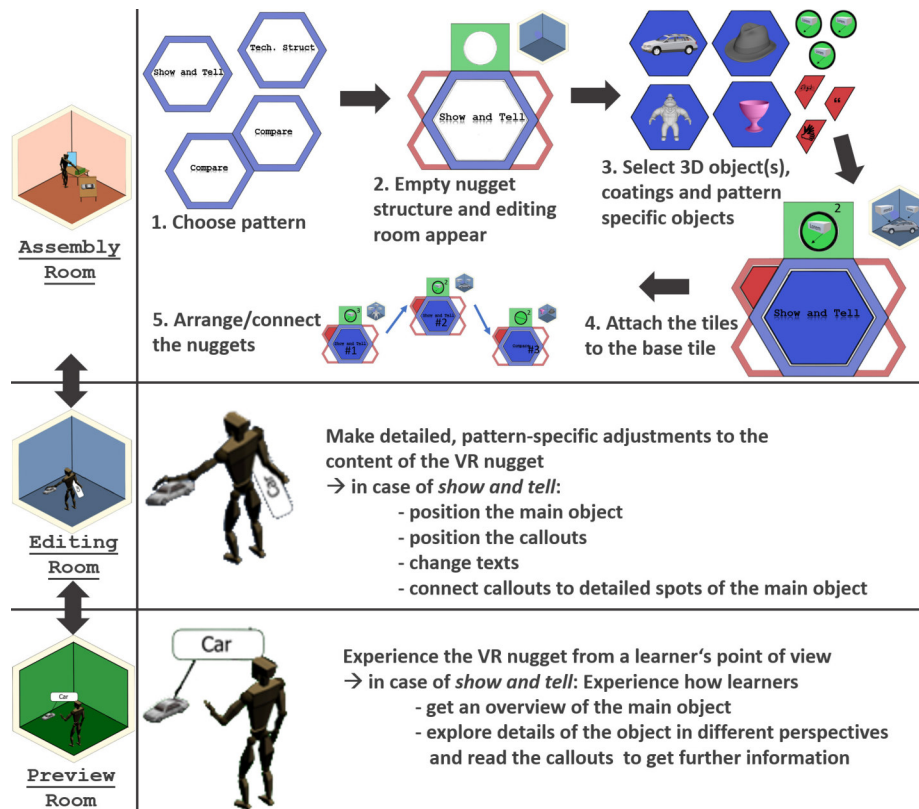 Show and Tell
Tech. Struct
Compare
Compare
1. Choose pattern
Show and Tell
2. Empty nugget
structure and editing
room appear
3. Select 3D object(s),
coatings and pattern
specific objects
2
Show and Tell
4. Attach the tiles
to the base tile
5. Arrange/connect
the nuggets
Show and Tell
#1
Show and Tell
#2
Compare
#3
Assembly
Room
Make detailed, pattern-specific adjustments to the
content of the VR nugget
→ in case of show and tell:
- position the main object
- position the callouts
- change texts
- connect callouts to detailed spots of the main object
Editing
Room
Car
Experience the VR nugget from a learner‘s point of view
→ in case of show and tell: Experience how learners
- get an overview of the main object
- explore details of the object in different perspectives
and read the callouts to get further information
Car
Preview
Room